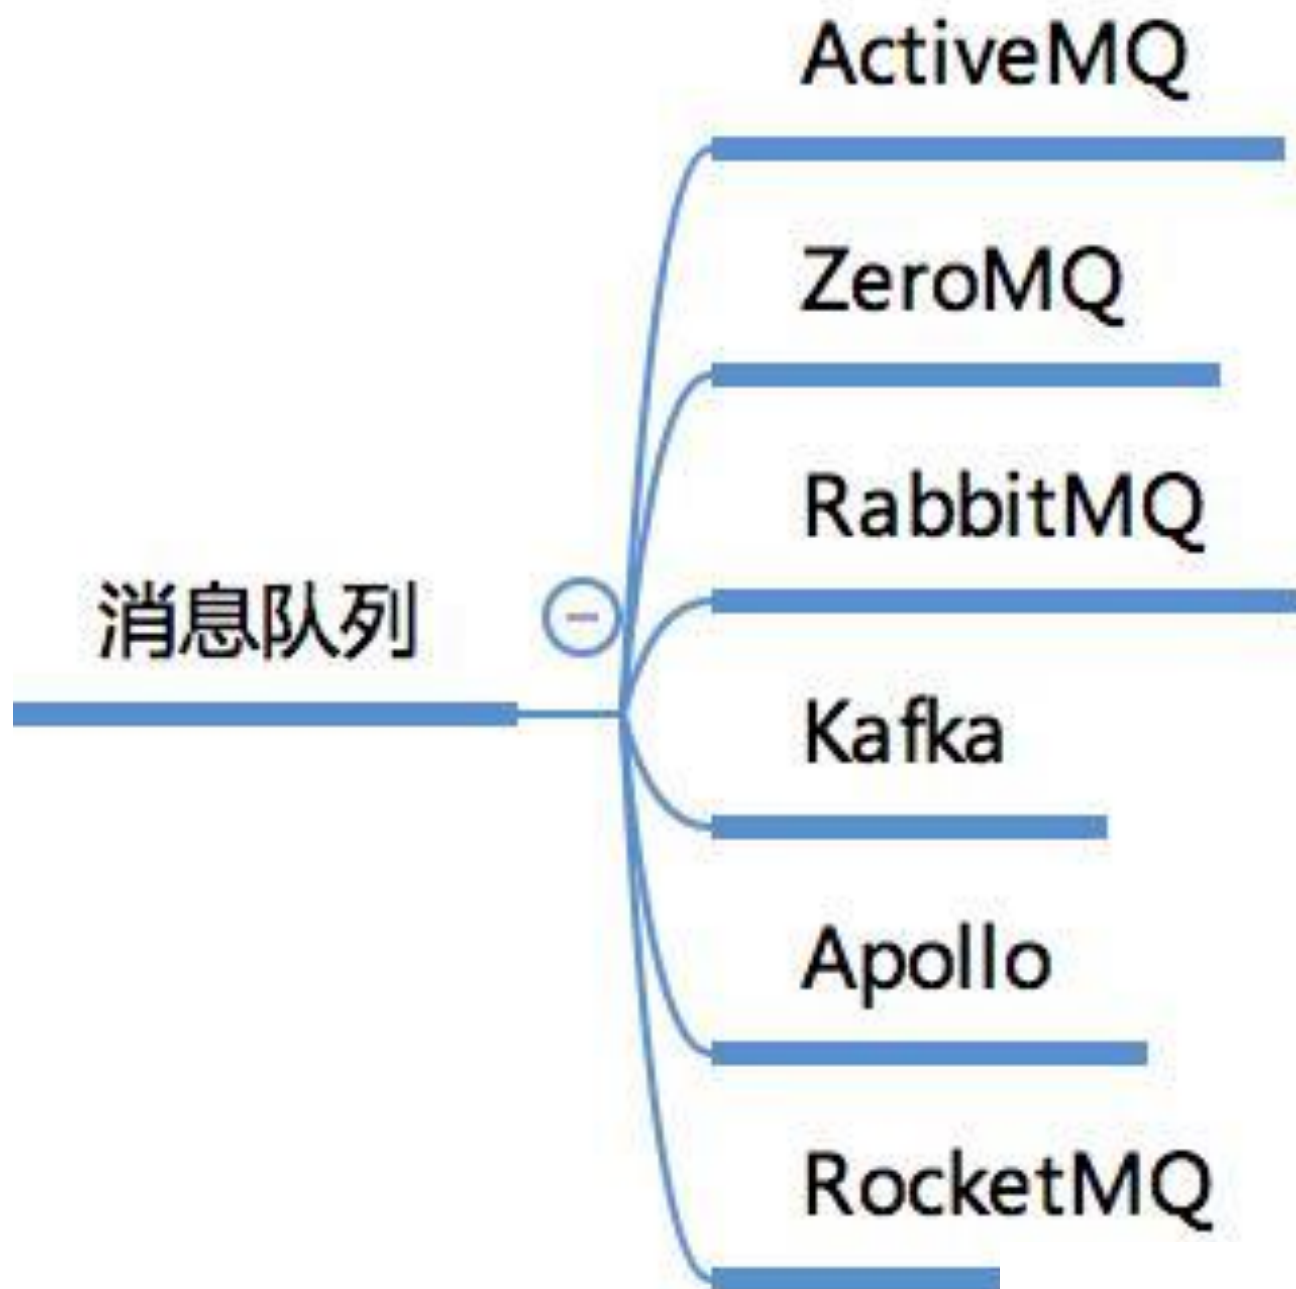 ActiveMQ
ZeroMQ
RabbitMQ
消息队列
Kafka
Apollo
RocketMQ